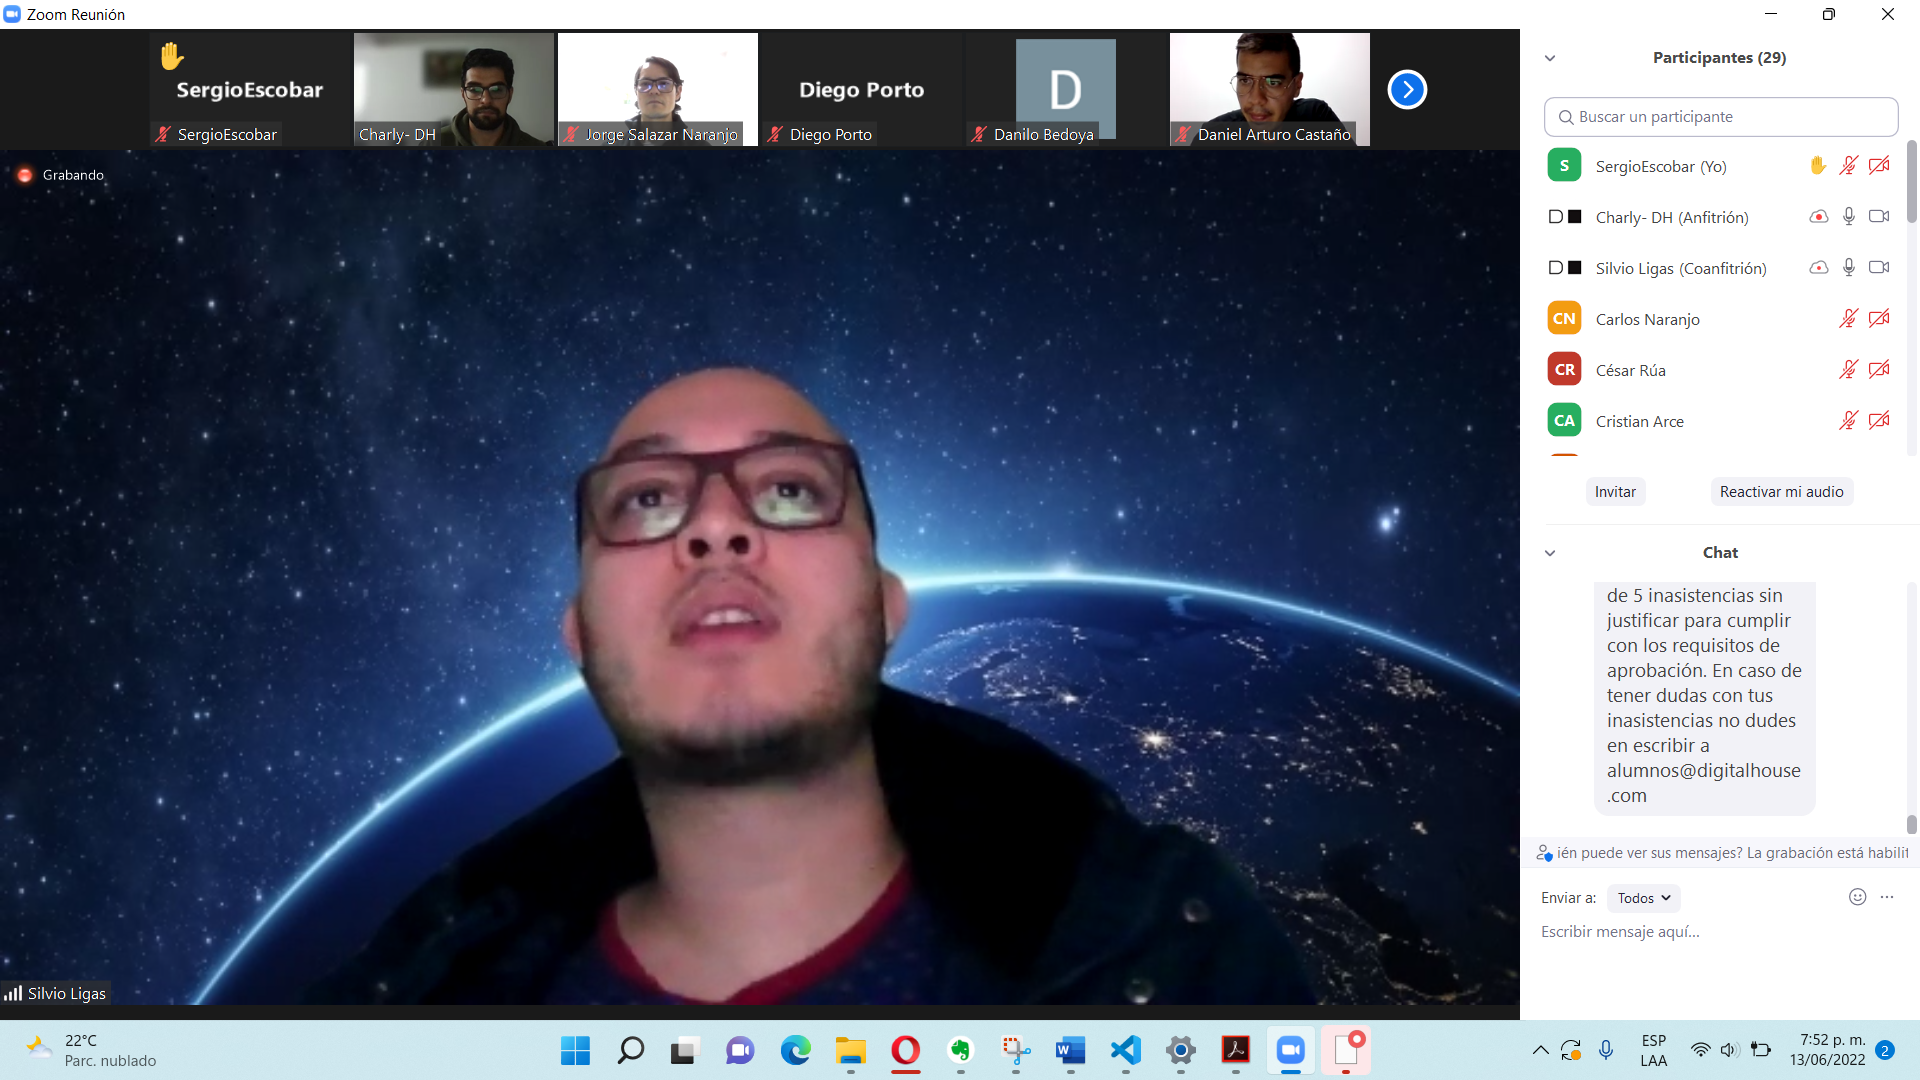 Zoom Reunión
SergioEscobar
SergioEscobar
Charly- DH
Jorge Salazar Naranjo
Diego Porto
Diego Porto
D
Danilo Bedoya
Daniel Arturo Castaño
Grabando
Silvio Ligas
Participantes (29)
Buscar un participante
S SergioEscobar (Yo)
Charly- DH (Anfitrión)
Silvio Ligas (Coanfitrión)
CN Carlos Naranjo
CR César Rúa
CA Cristian Arce
Invitar
Reactivar mi audio
Chat
de 5 inasistencias sin
justificar para cumplir
con los requisitos de
aprobación. En caso de
tener dudas con tus
inasistencias no dudes
en escribir a
alumnos@digitalhouse
.com
ién puede ver sus mensajes? La grabación está habilit
Enviar a: Todos
Escribir mensaje aquí...
22°C
Parc. nublado
ESP
LAA
7:52 p. m.
13/06/2022
2